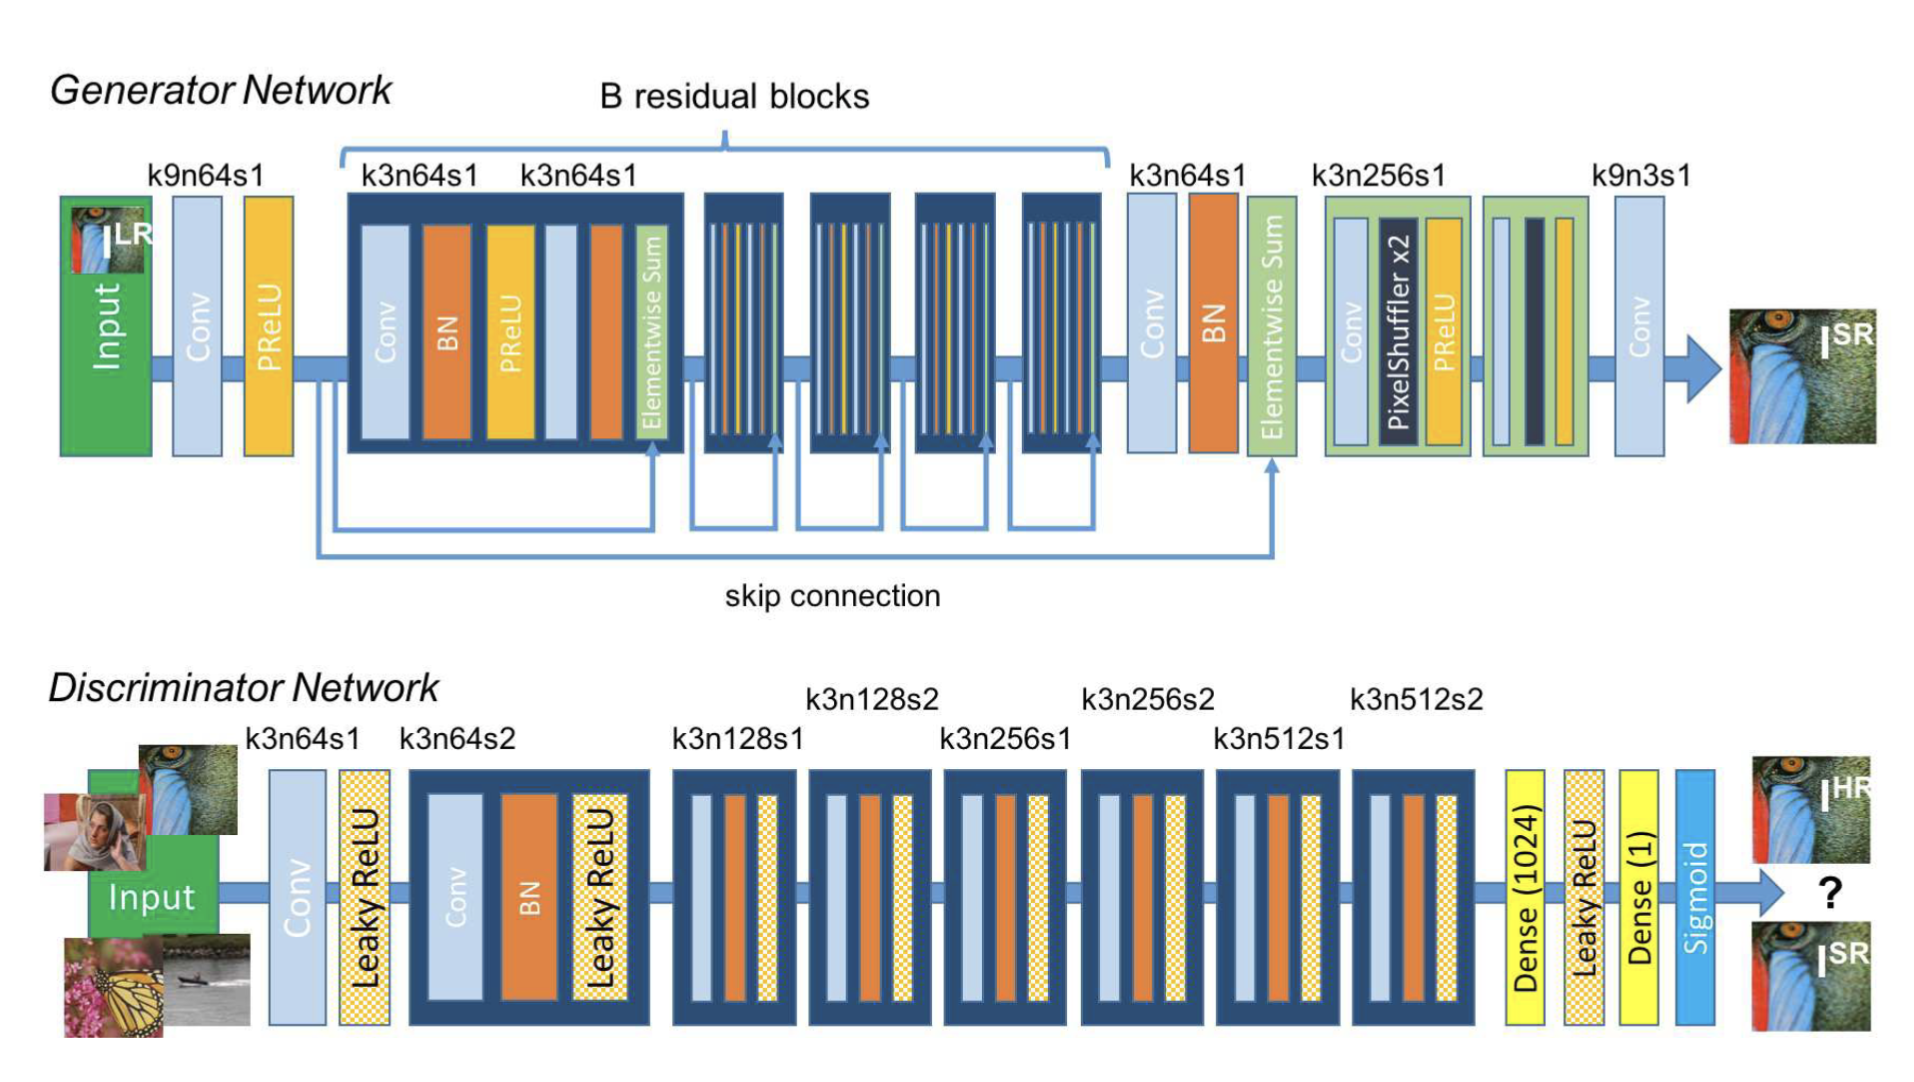 Generator Network
B residual blocks
k9n64s1
k3n64s1
k3n64s1
k3n64s1
k3n256s1
k9n3s1
I^LR
Input
Conv
PReLU
Conv
BN
PReLU
Elementwise Sum
Conv
BN
Elementwise Sum
Conv
PixelShuffler x2
PReLU
Conv
I^SR
skip connection
Discriminator Network
k3n128s2
k3n256s2
k3n512s2
k3n64s1
k3n64s2
k3n128s1
k3n256s1
k3n512s1
Input
Conv
Leaky ReLU
Conv
BN
Leaky ReLU
Dense (1024)
Leaky ReLU
Dense (1)
Sigmoid
I^HR
?
I^SR